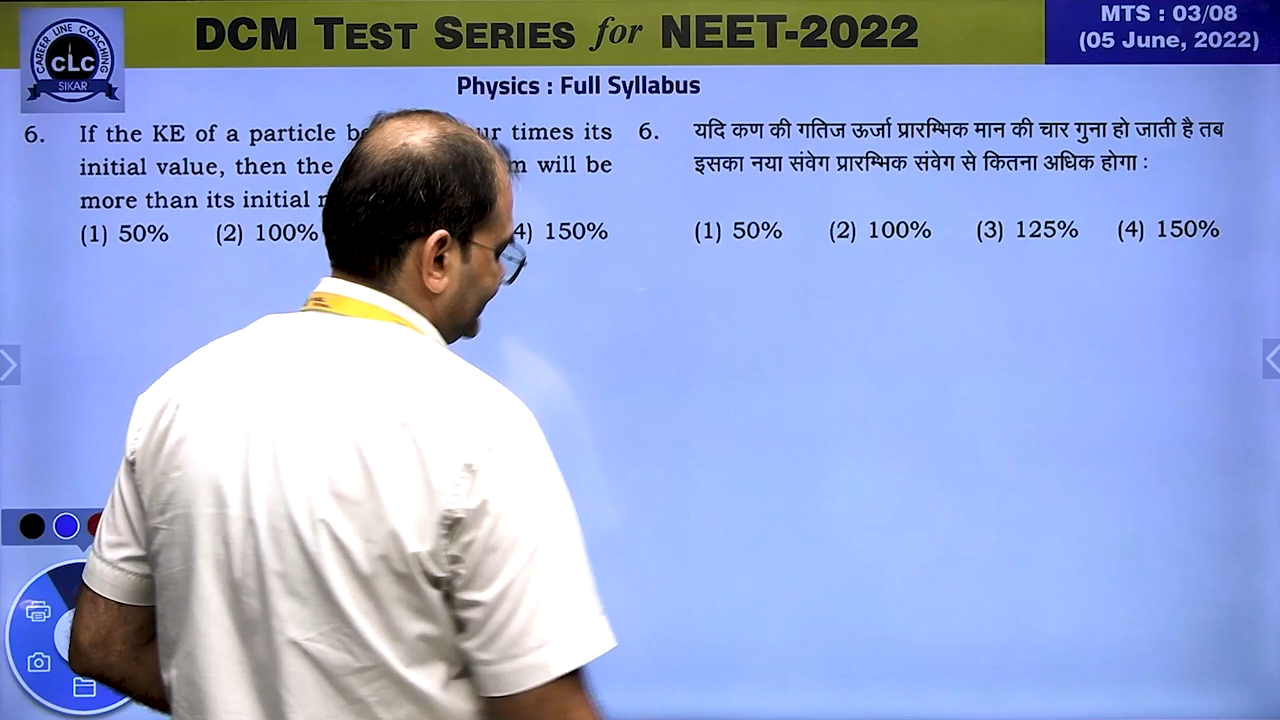 CAREER LINE COACHING
CLC
SIKAR
DCM TEST SERIES for NEET-2022
MTS : 03/08
(05 June, 2022)
Physics : Full Syllabus
6. If the KE of a particle times its
initial value, then the will be
more than its initial
(1) 50% (2) 100% 150%
6. यदि कण की गतिज ऊर्जा प्रारम्भिक मान की चार गुना हो जाती है तब
इसका नया संवेग प्रारम्भिक संवेग से कितना अधिक होगा :
(1) 50% (2) 100% (3) 125% (4) 150%